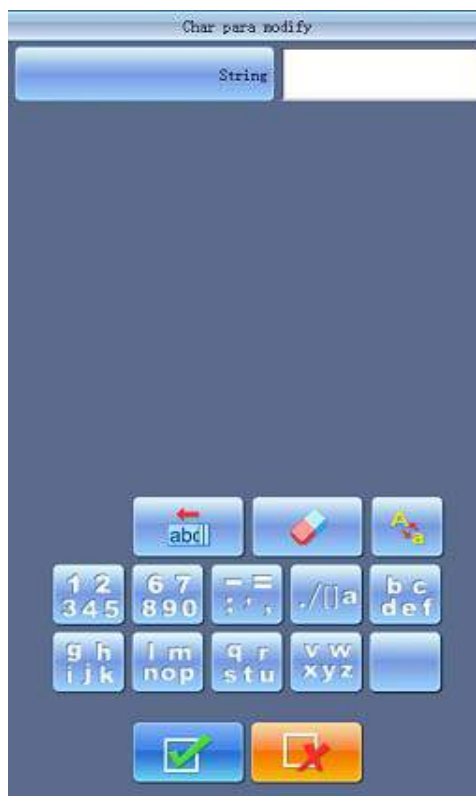 Char para modify
String
abc
A a
1 2 6 7 - = b c
3 4 5 8 9 0 ; ' , ./[]a d e f
g h l m q r v w
i j k n o p s t u x y z